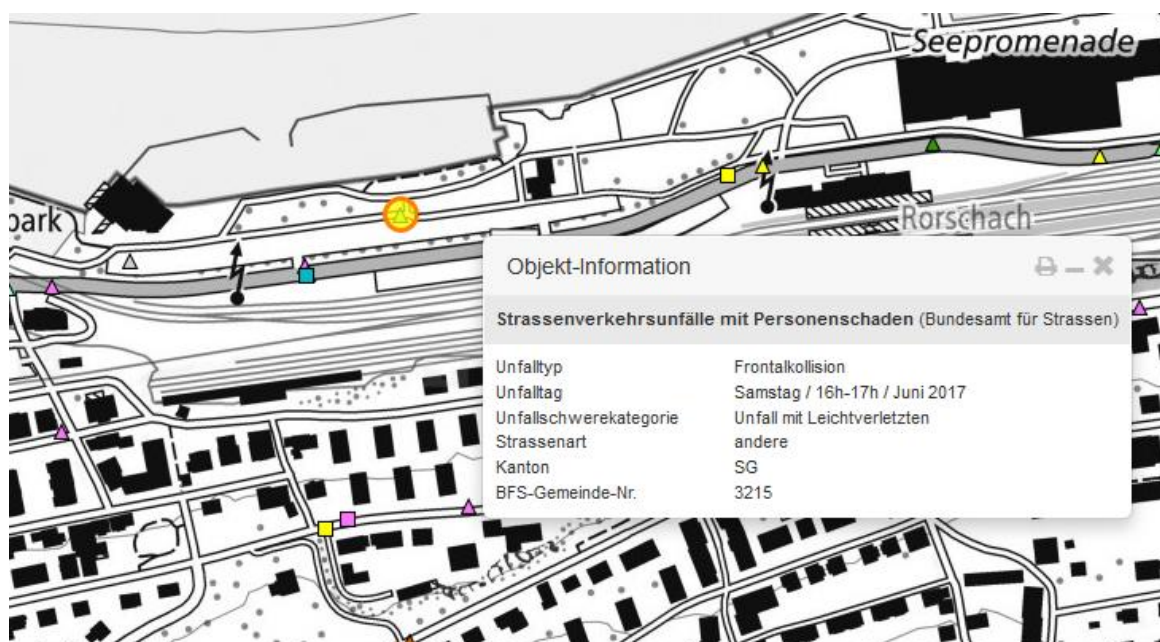 Seepromenade
park
Rorschach
Objekt-Information
Strassenverkehrsunfälle mit Personenschaden (Bundesamt für Strassen)
Unfalltyp Frontalkollision
Unfalltag Samstag / 16h-17h / Juni 2017
Unfallschwerekategorie Unfall mit Leichtverletzten
Strassenart andere
Kanton SG
BFS-Gemeinde-Nr. 3215